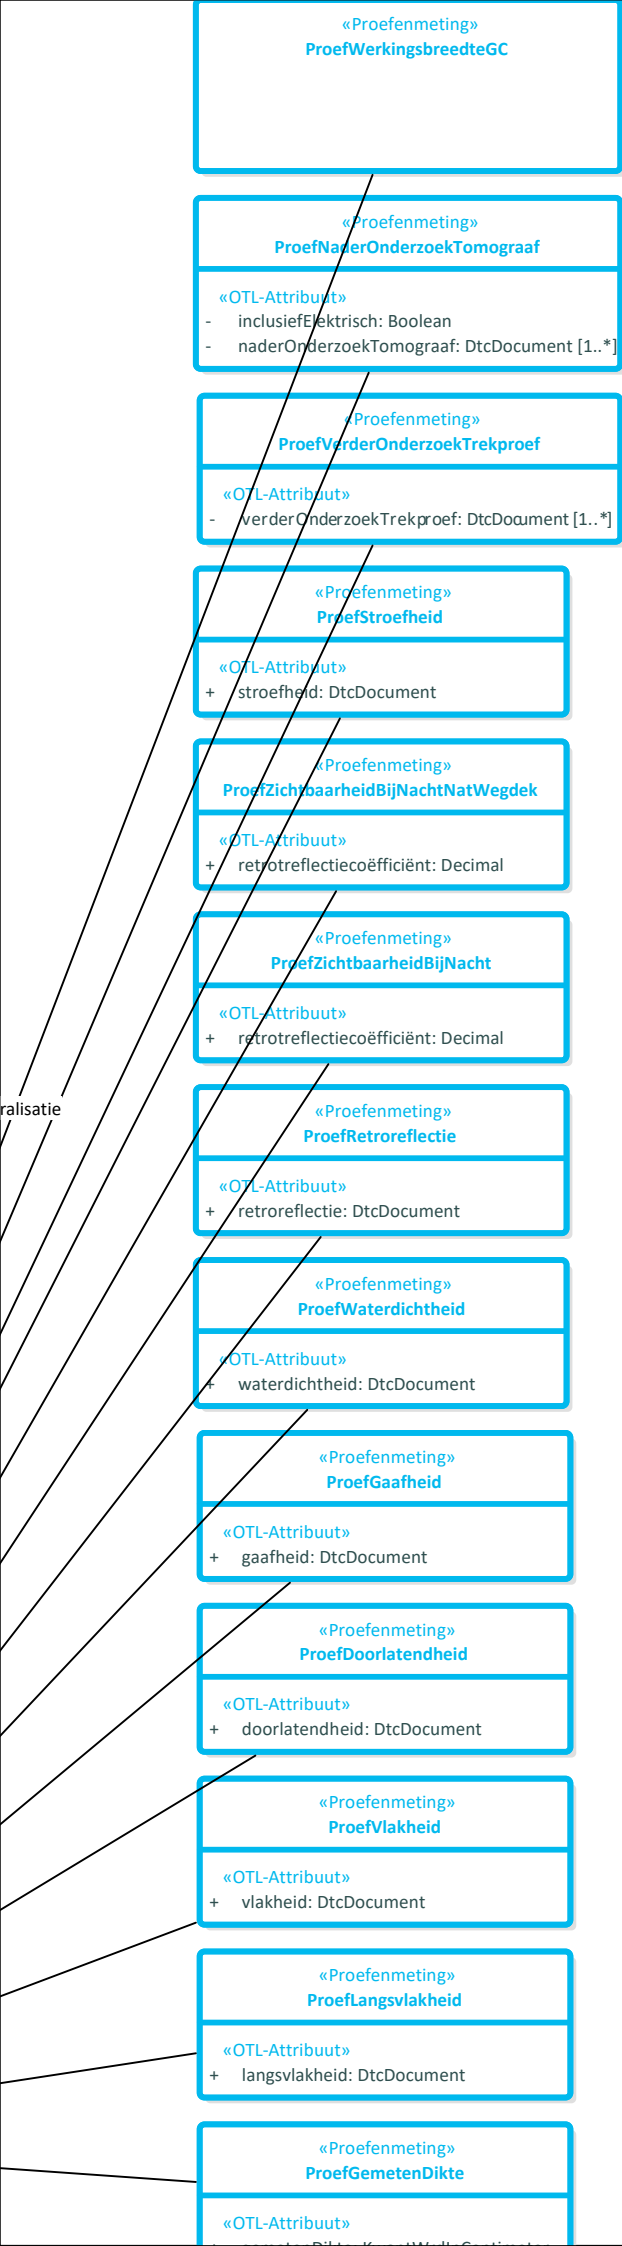 «Proefenmeting»
ProefWerkingsbreedteGC
«Proefenmeting»
ProefNaderOnderzoekTomograaf
«OTL-Attribuut»
- inclusiefElektrisch: Boolean
- naderOnderzoekTomograaf: DtcDocument [1..*]
«Proefenmeting»
ProefVerderOnderzoekTrekproef
«OTL-Attribuut»
- verderOnderzoekTrekproef: DtcDocument [1..*]
«Proefenmeting»
ProefStroefheid
«OTL-Attribuut»
+ stroefheid: DtcDocument
«Proefenmeting»
ProefZichtbaarheidBijNachtNatWegdek
«OTL-Attribuut»
+ retrotreflectiecoëfficiënt: Decimal
«Proefenmeting»
ProefZichtbaarheidBijNacht
«OTL-Attribuut»
+ retrotreflectiecoëfficiënt: Decimal
ralisatie
«Proefenmeting»
ProefRetroreflectie
«OTL-Attribuut»
+ retroreflectie: DtcDocument
«Proefenmeting»
ProefWaterdichtheid
«OTL-Attribuut»
+ waterdichtheid: DtcDocument
«Proefenmeting»
ProefGaafheid
«OTL-Attribuut»
+ gaafheid: DtcDocument
«Proefenmeting»
ProefDoorlatendheid
«OTL-Attribuut»
+ doorlatendheid: DtcDocument
«Proefenmeting»
ProefVlakheid
«OTL-Attribuut»
+ vlakheid: DtcDocument
«Proefenmeting»
ProefLangsvlakheid
«OTL-Attribuut»
+ langsvlakheid: DtcDocument
«Proefenmeting»
ProefGemetenDikte
«OTL-Attribuut»